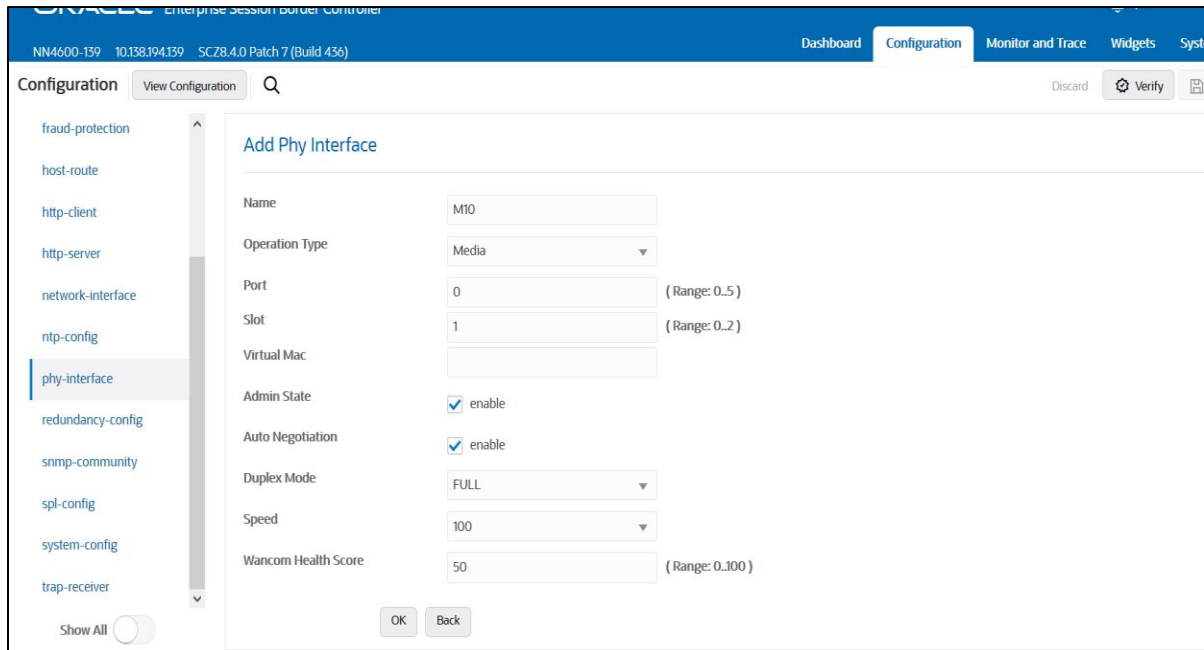 ORACLE Enterprise Session Border Controller
NN4600-139 10.138.194.139 SCZ8.4.0 Patch 7 (Build 436)
Dashboard Configuration Monitor and Trace Widgets Syst
Configuration View Configuration Discard Verify
fraud-protection
host-route
http-client
http-server
network-interface
ntp-config
phy-interface
redundancy-config
snmp-community
spl-config
system-config
trap-receiver
Show All
Add Phy Interface
Name M10
Operation Type Media
Port 0 ( Range: 0..5 )
Slot 1 ( Range: 0..2 )
Virtual Mac
Admin State enable
Auto Negotiation enable
Duplex Mode FULL
Speed 100
Wancom Health Score 50 ( Range: 0..100 )
OK Back